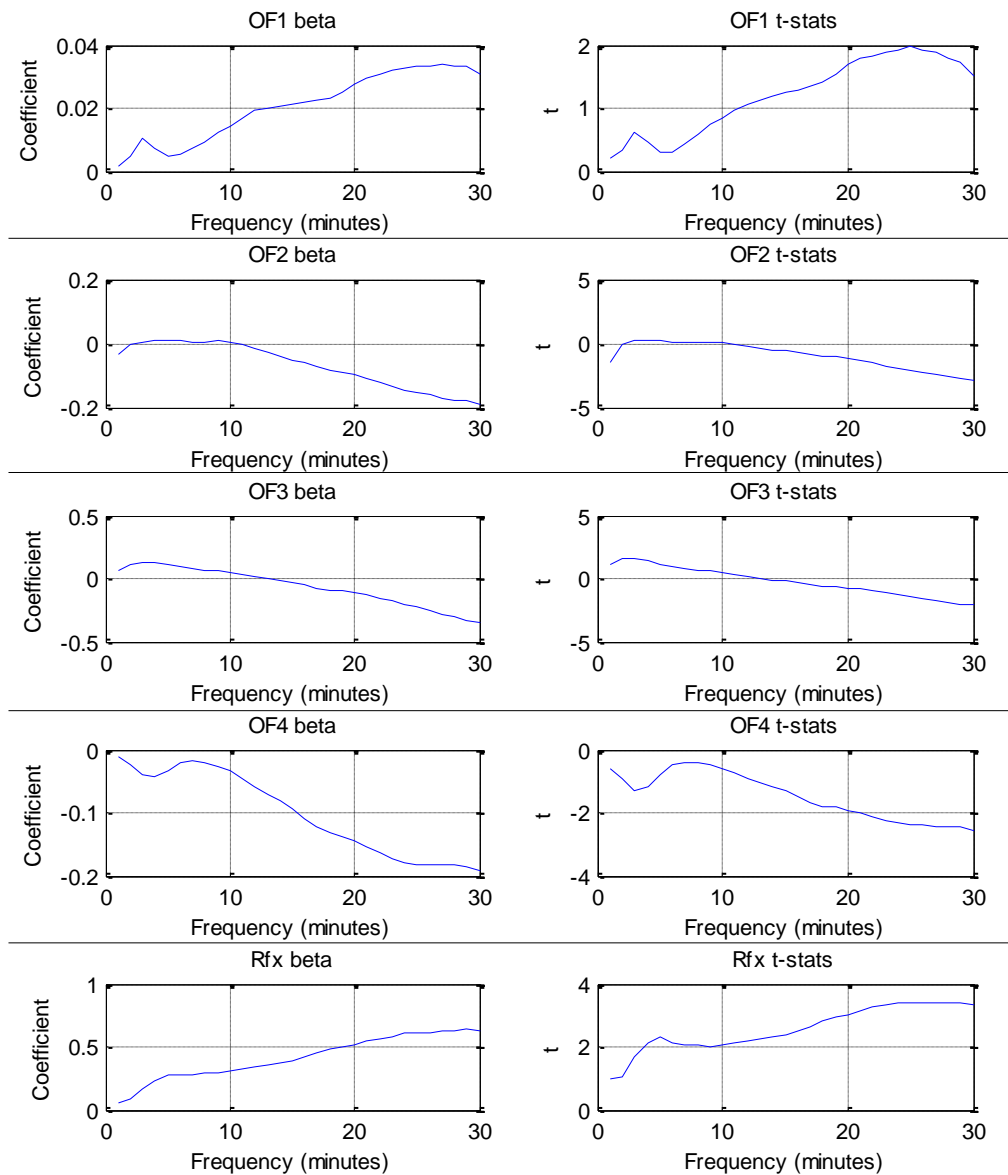 OF1 beta
0.04
0.02
0
Coefficient
0 10 20 30
Frequency (minutes)
OF1 t-stats
2
1
0
t
0 10 20 30
Frequency (minutes)
OF2 beta
0.2
0
-0.2
Coefficient
0 10 20 30
Frequency (minutes)
OF2 t-stats
5
0
-5
t
0 10 20 30
Frequency (minutes)
OF3 beta
0.5
0
-0.5
Coefficient
0 10 20 30
Frequency (minutes)
OF3 t-stats
5
0
-5
t
0 10 20 30
Frequency (minutes)
OF4 beta
0
-0.1
-0.2
Coefficient
0 10 20 30
Frequency (minutes)
OF4 t-stats
0
-2
-4
t
0 10 20 30
Frequency (minutes)
Rfx beta
1
0.5
0
Coefficient
0 10 20 30
Frequency (minutes)
Rfx t-stats
4
2
0
t
0 10 20 30
Frequency (minutes)